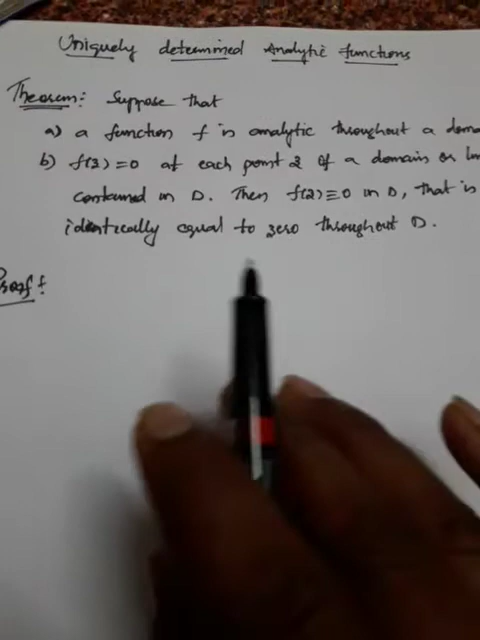 Uniquely determined Analytic functions
Theorem: Suppose that
a) a function f is analytic throughout a doma
b) f(z)=0 at each point z of a domain or
contained in D. Then f(z)≡0 in D, that is
identically equal to zero throughout D.
Proof: